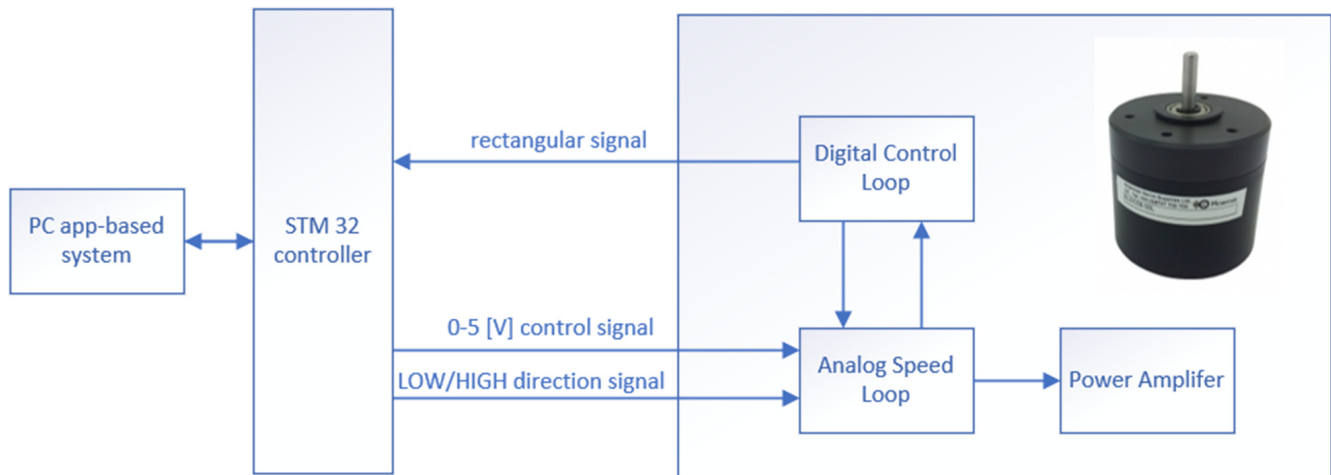 rectangular signal
Digital Control
Loop
PC app-based
system
STM 32
controller
0-5 [V] control signal
LOW/HIGH direction signal
Analog Speed
Loop
Power Amplifer